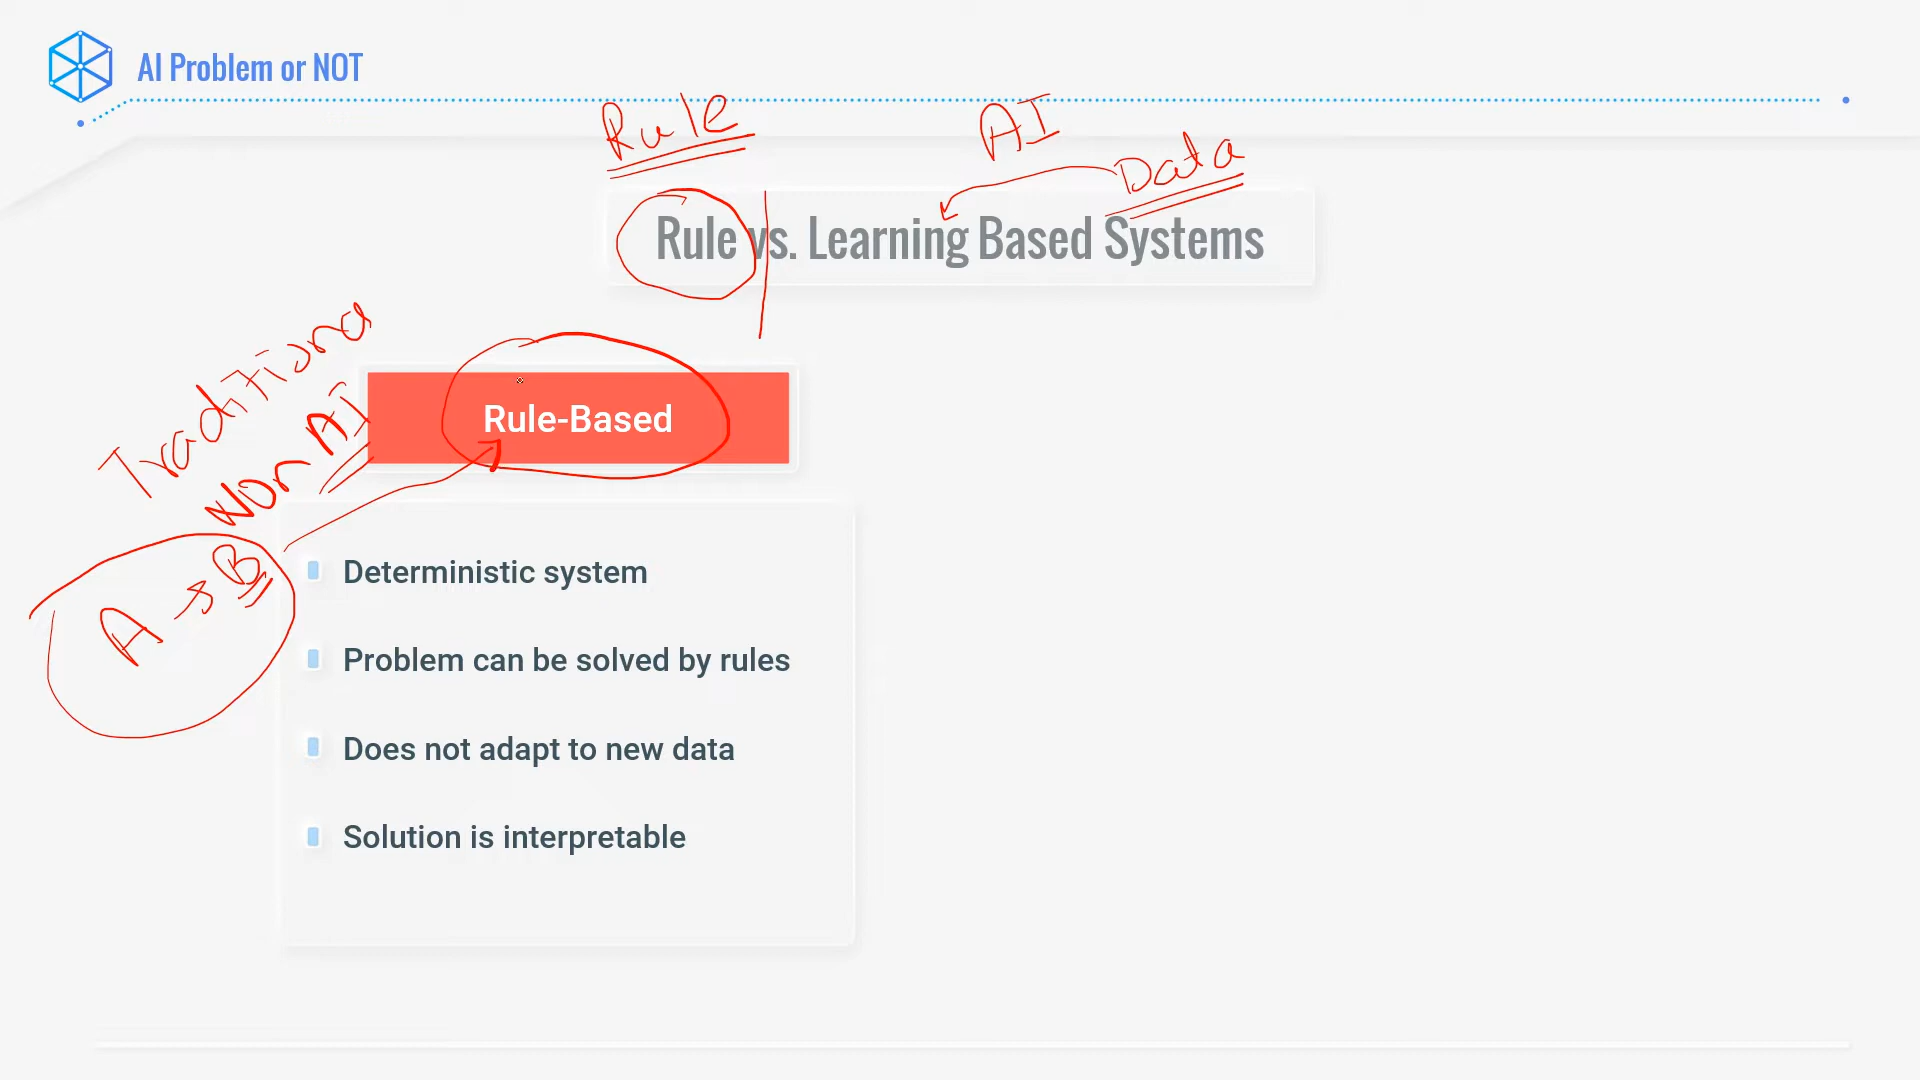 AI Problem or NOT
Rule
AI
Data
Rule vs. Learning Based Systems
Traditiona
Non AI
Rule-Based
A → B
Deterministic system
Problem can be solved by rules
Does not adapt to new data
Solution is interpretable